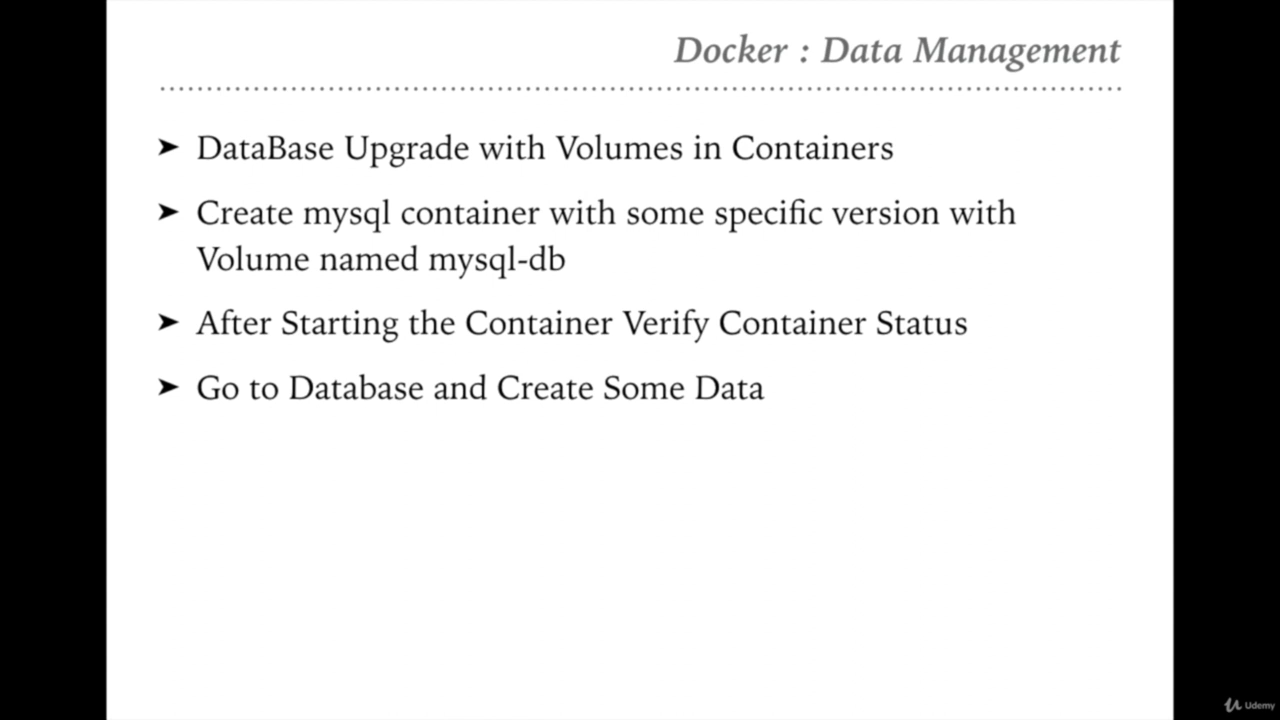 Docker : Data Management
➤ DataBase Upgrade with Volumes in Containers
➤ Create mysql container with some specific version with
Volume named mysql-db
➤ After Starting the Container Verify Container Status
➤ Go to Database and Create Some Data
Udemy